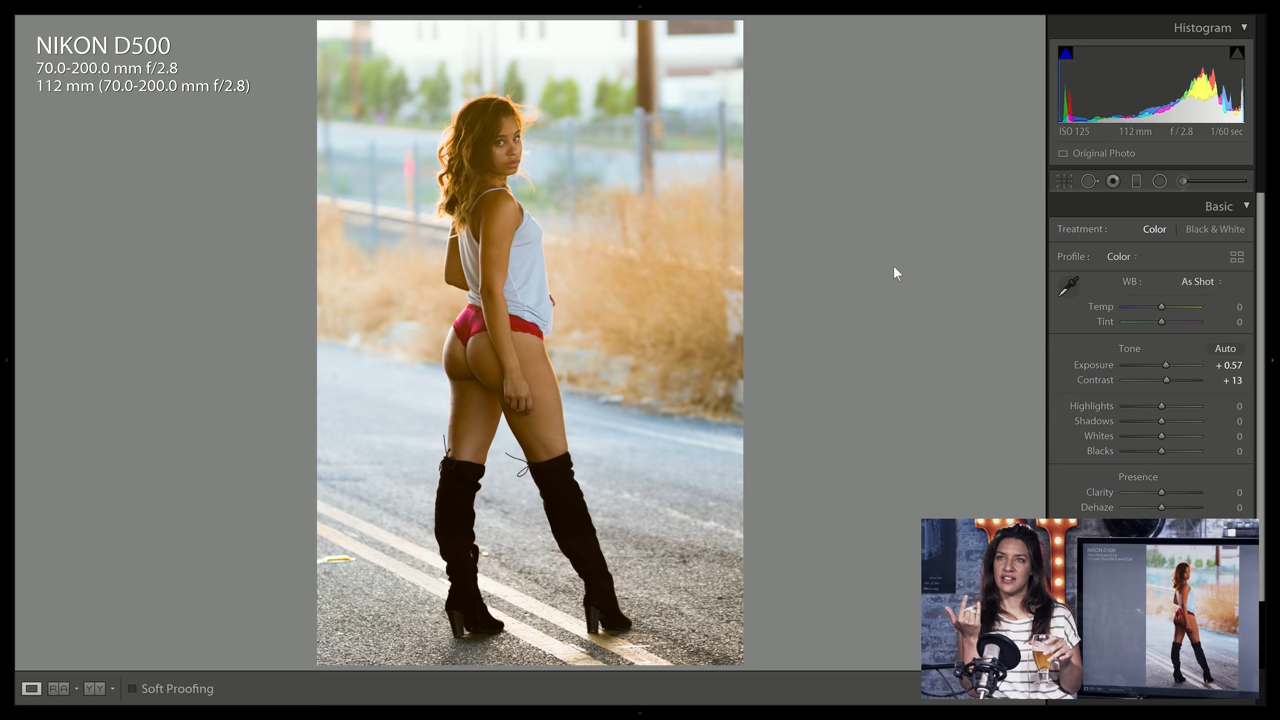 NIKON D500
70.0-200.0 mm f/2.8
112 mm (70.0-200.0 mm f/2.8)
Histogram
ISO 125 112 mm f / 2.8 1/60 sec
Original Photo
Basic
Treatment : Color Black & White
Profile : Color
WB : As Shot
Temp 0
Tint 0
Tone Auto
Exposure + 0.57
Contrast + 13
Highlights 0
Shadows 0
Whites 0
Blacks 0
Presence
Clarity 0
Dehaze 0
NIKON D500
R A Y Y Soft Proofing